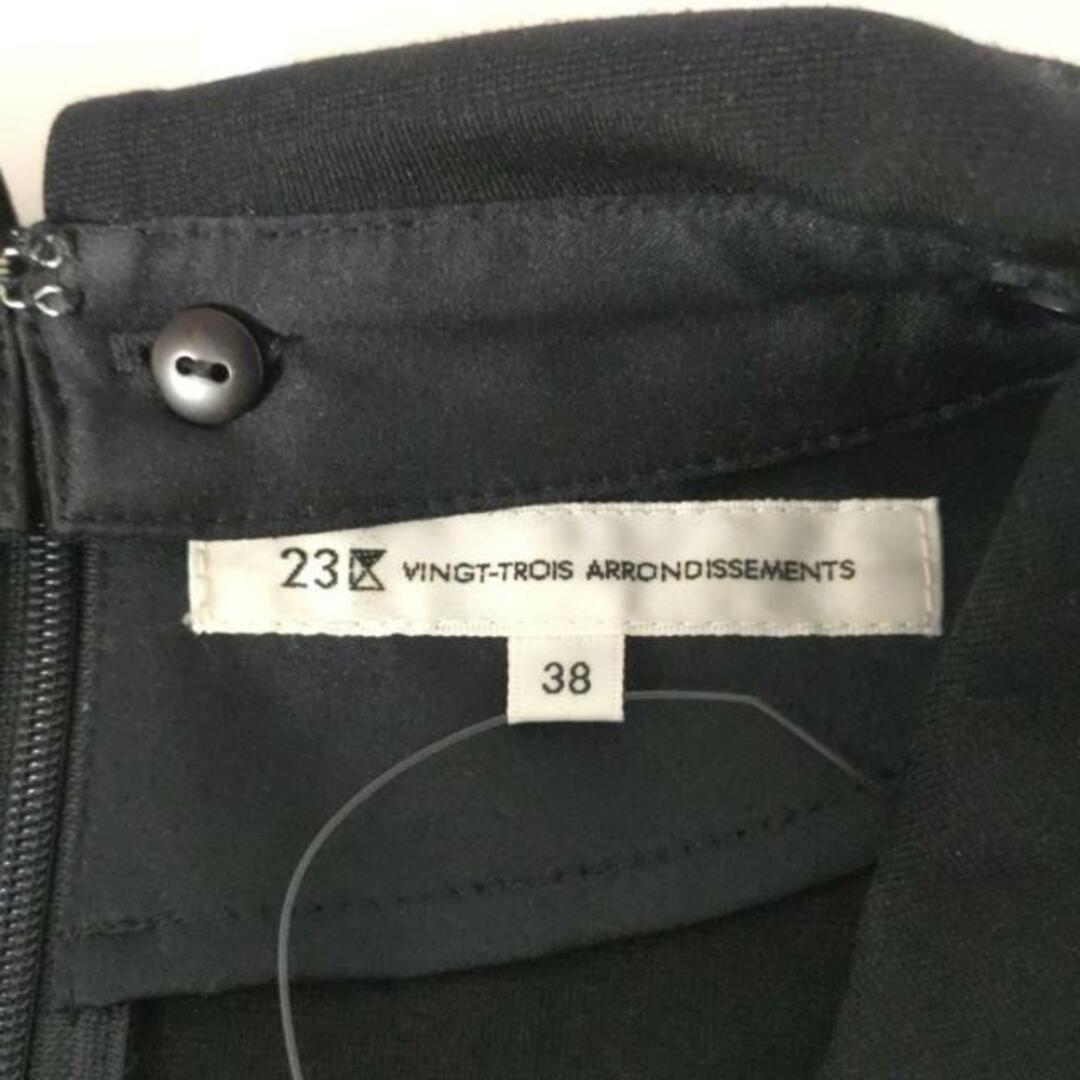 23区 VINGT-TROIS ARRONDISSEMENTS
38